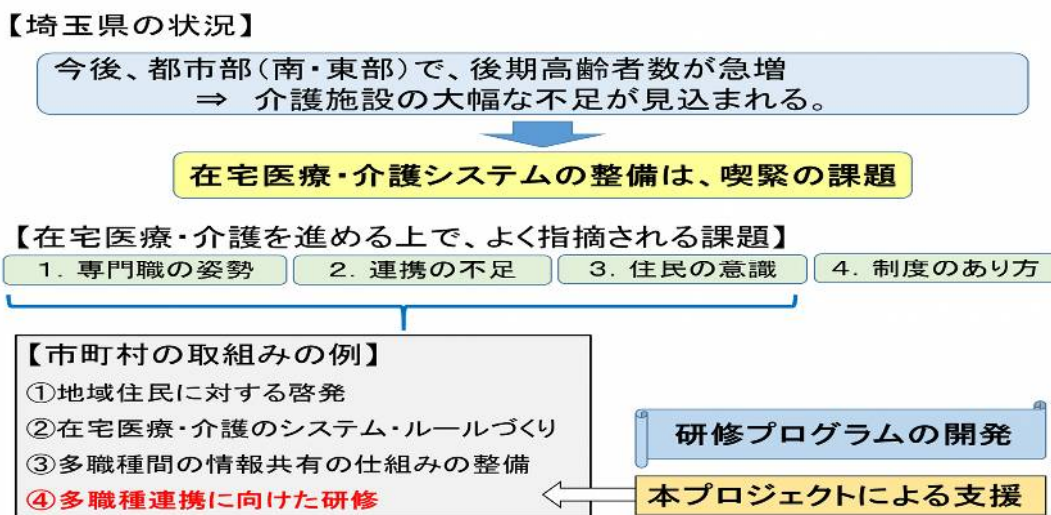 【埼玉県の状況】
今後、都市部（南・東部）で、後期高齢者数が急増
⇒ 介護施設の大幅な不足が見込まれる。
在宅医療・介護システムの整備は、喫緊の課題
【在宅医療・介護を進める上で、よく指摘される課題】
1. 専門職の姿勢
2. 連携の不足
3. 住民の意識
4. 制度のあり方
【市町村の取組みの例】
①地域住民に対する啓発
②在宅医療・介護のシステム・ルールづくり
③多職種間の情報共有の仕組みの整備
④多職種連携に向けた研修
研修プログラムの開発
本プロジェクトによる支援